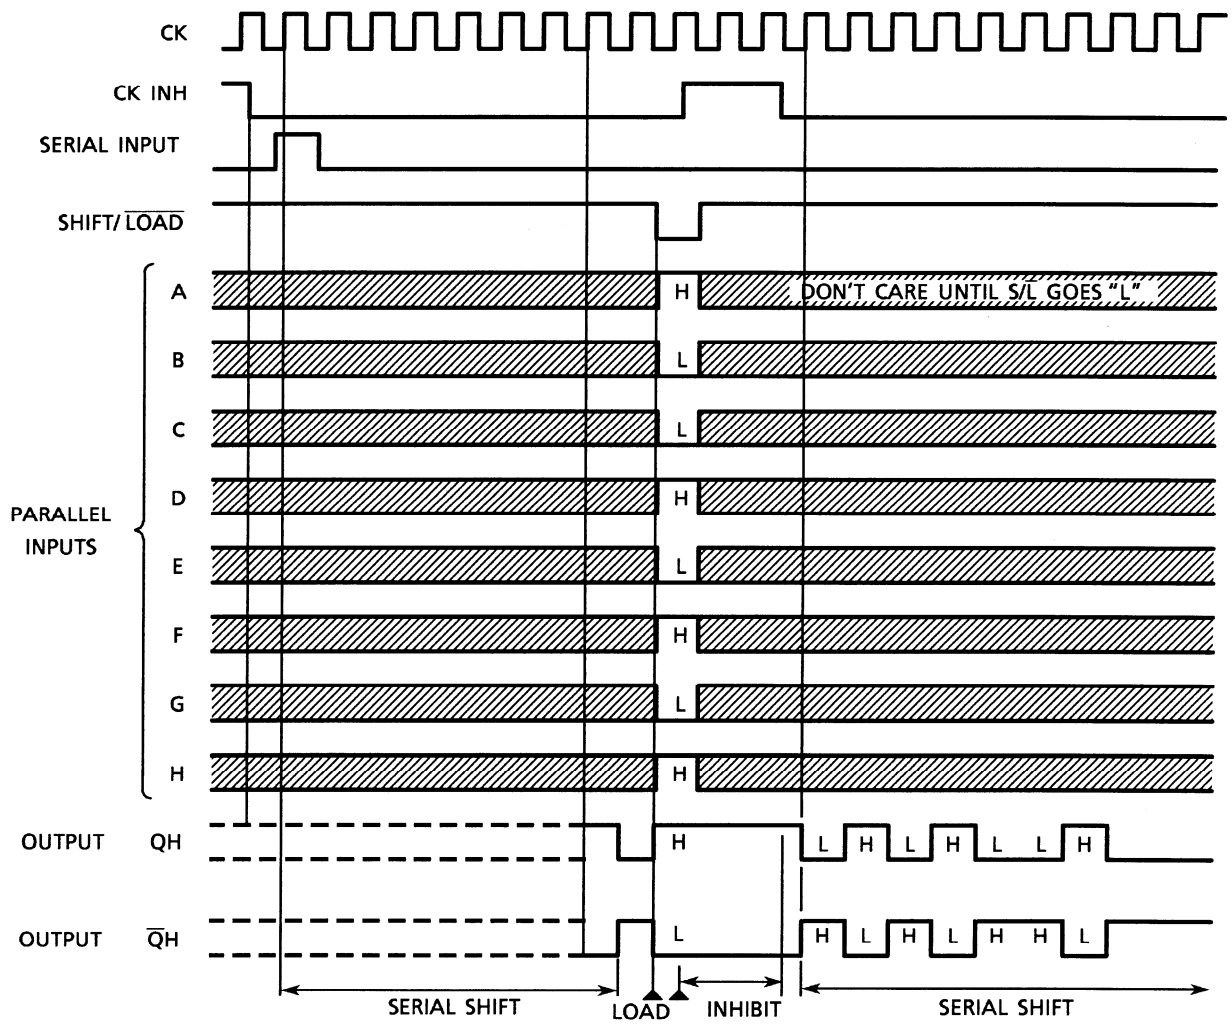 CK
CK INH
SERIAL INPUT
SHIFT/LOAD
A H DON'T CARE UNTIL S/L GOES "L"
B L
C L
D H
PARALLEL
INPUTS
E L
F H
G L
H H
OUTPUT QH H L H L H L L H
OUTPUT QH L H L H L H H L
SERIAL SHIFT LOAD INHIBIT SERIAL SHIFT